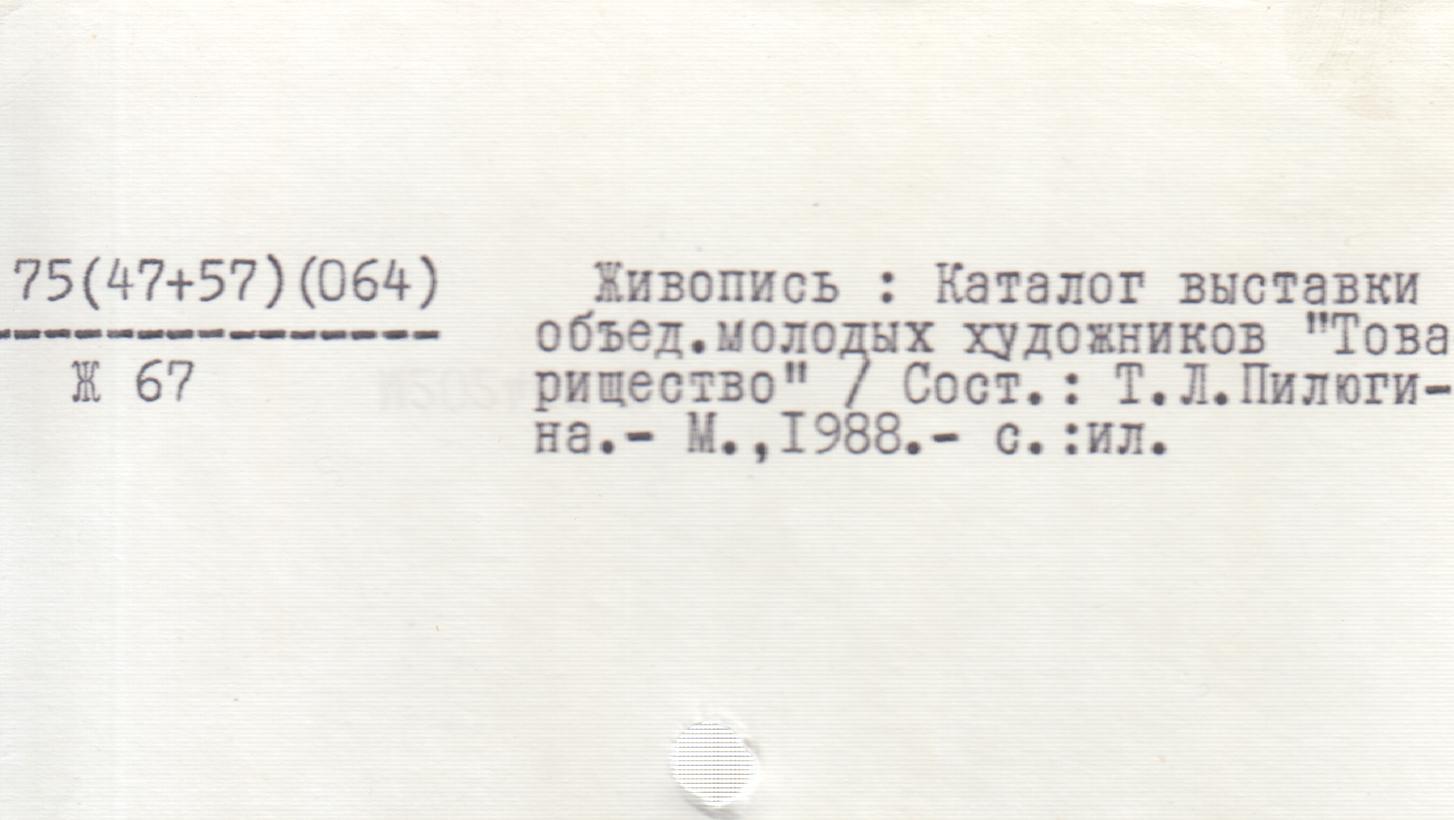 75(47+57)(064)
-----------------
Ж 67
Живопись : Каталог выставки
объед.молодых художников "Това
рищество" / Сост.: Т.Л.Пилюги-
на.- М.,I988.- с.:ил.